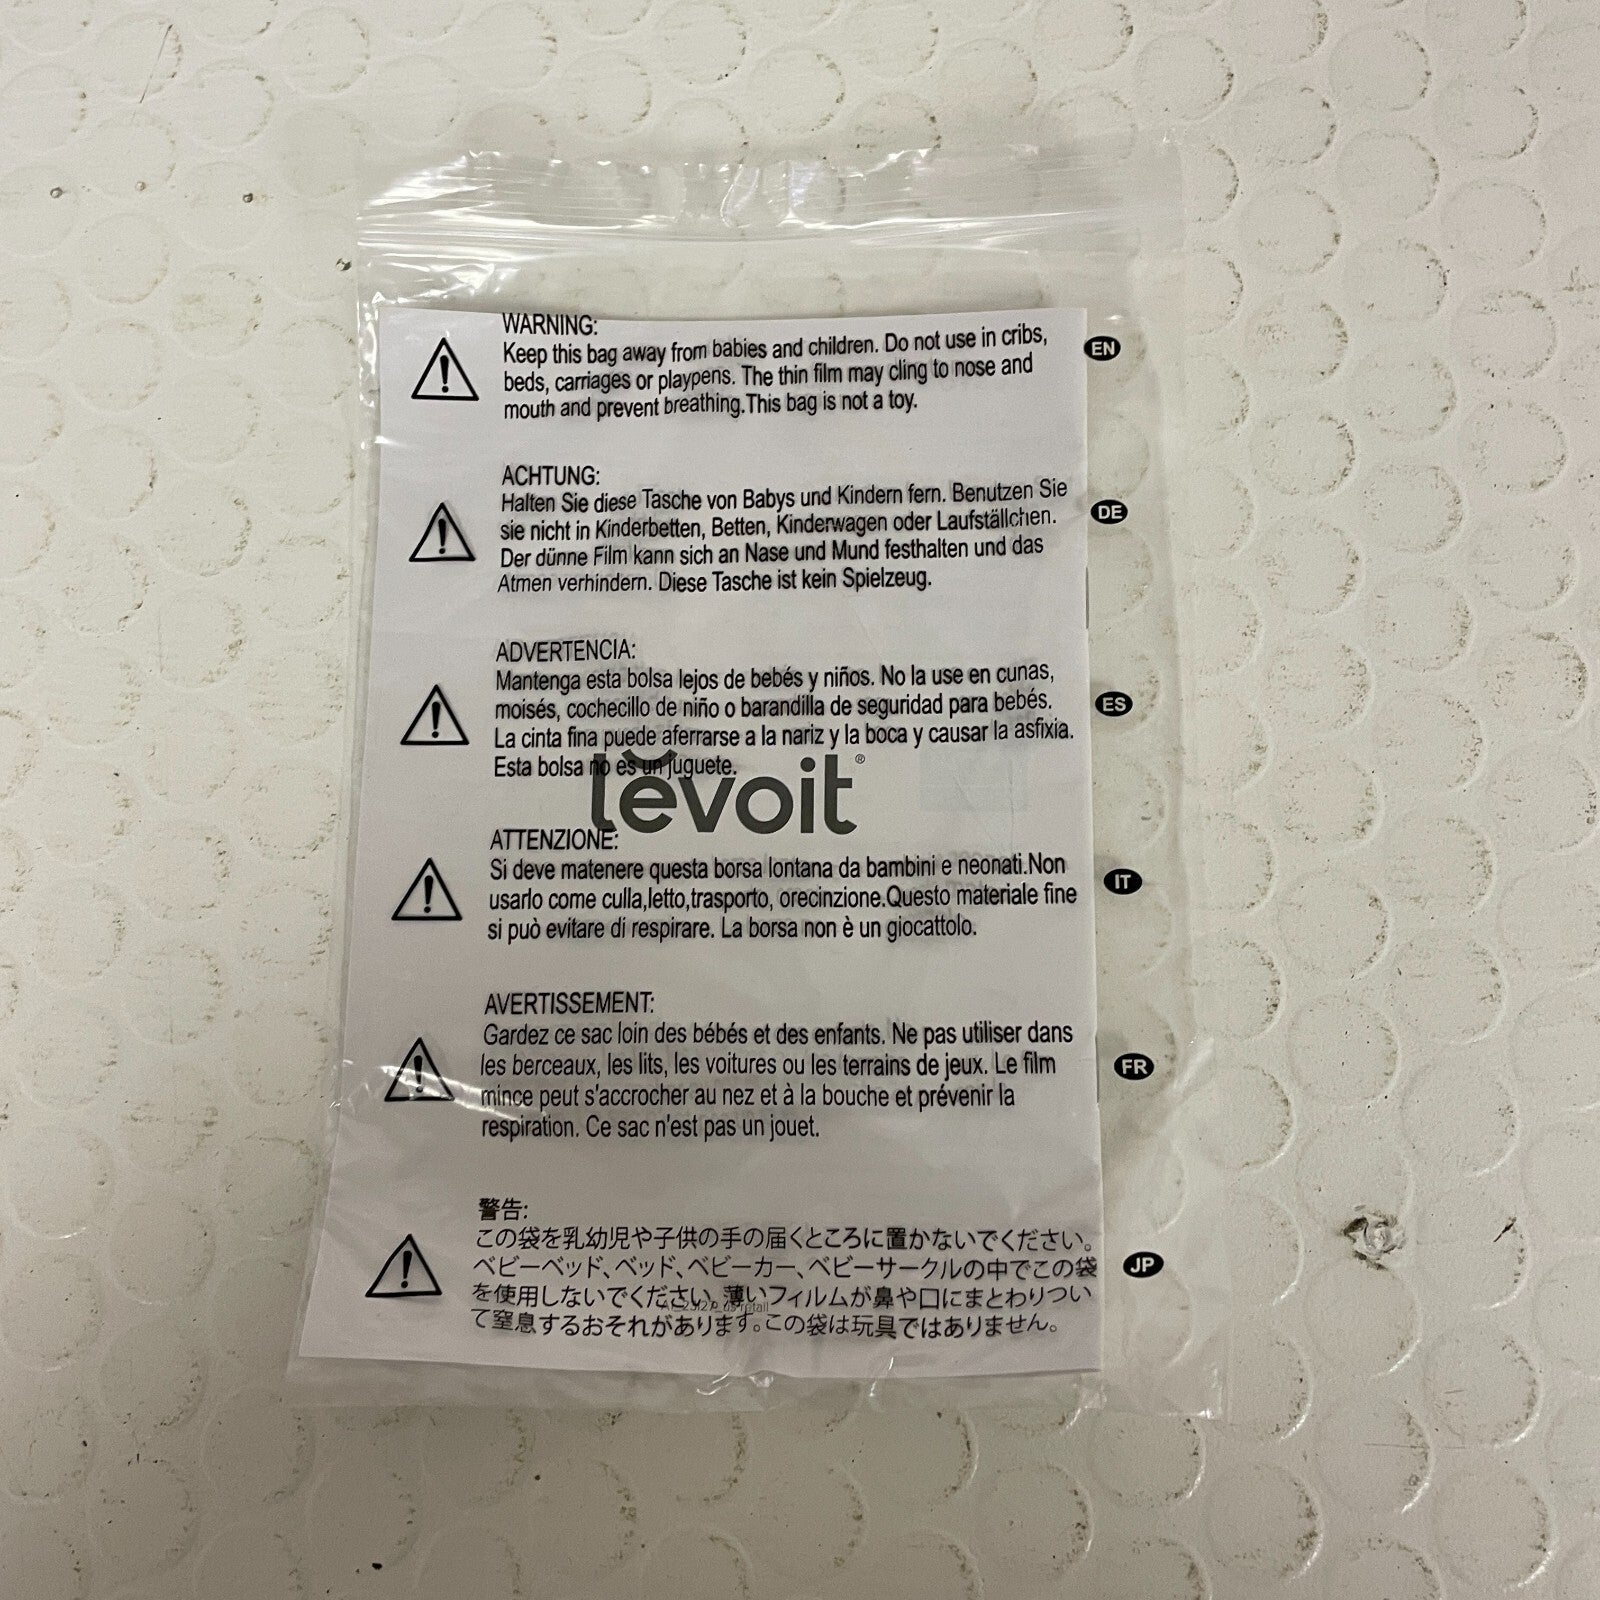 WARNING:
Keep this bag away from babies and children. Do not use in cribs,
beds, carriages or playpens. The thin film may cling to nose and
mouth and prevent breathing.This bag is not a toy.
EN
ACHTUNG:
Halten Sie diese Tasche von Babys und Kindern fern. Benutzen Sie
sie nicht in Kinderbetten, Betten, Kinderwagen oder Laufställchen.
Der dünne Film kann sich an Nase und Mund festhalten und das
Atmen verhindern. Diese Tasche ist kein Spielzeug.
DE
ADVERTENCIA:
Mantenga esta bolsa lejos de bebés y niños. No la use en cunas,
moisés, cochecillo de niño o barandilla de seguridad para bebés.
La cinta fina puede aferrarse a la nariz y la boca y causar la asfixia.
Esta bolsa no es un juguete.
ES
levoit®
ATTENZIONE:
Si deve matenere questa borsa lontana da bambini e neonati.Non
usarlo come culla,letto,trasporto, orecinzione.Questo materiale fine
si può evitare di respirare. La borsa non è un giocattolo.
IT
AVERTISSEMENT:
Gardez ce sac loin des bébés et des enfants. Ne pas utiliser dans
les berceaux, les lits, les voitures ou les terrains de jeux. Le film
mince peut s'accrocher au nez et à la bouche et prévenir la
respiration. Ce sac n'est pas un jouet.
FR
警告:
この袋を乳幼児や子供の手の届くところに置かないでください。
ベビーベッド、ベッド、ベビーカー、ベビーサークルの中でこの袋
を使用しないでください。薄いフィルムが鼻や口にまとわりつい
て窒息するおそれがあります。この袋は玩具ではありません。
JP